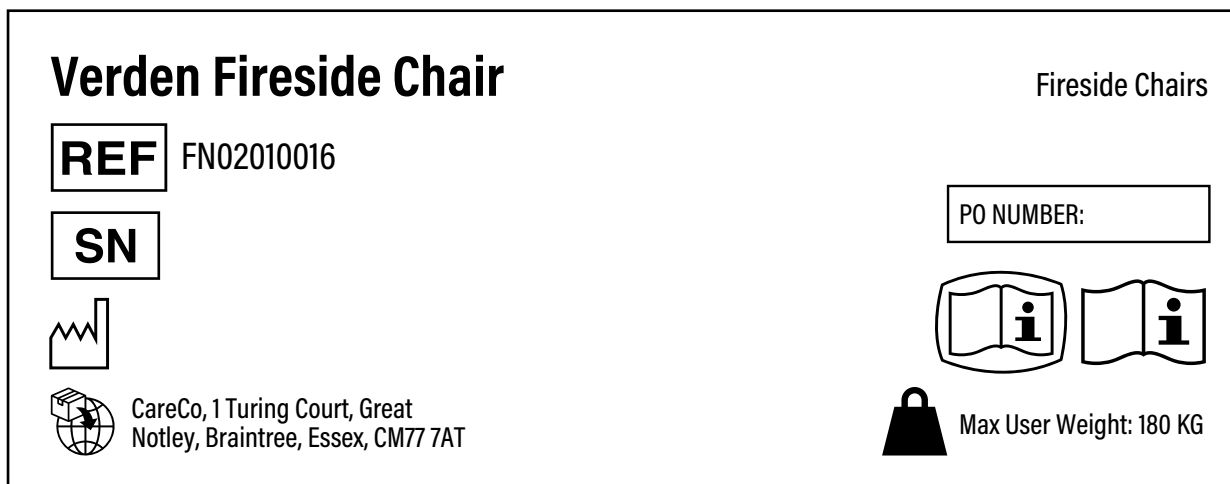 Verden Fireside Chair
Fireside Chairs
REF FN02010016
PO NUMBER:
SN
i i
CareCo, 1 Turing Court, Great
Notley, Braintree, Essex, CM77 7AT
Max User Weight: 180 KG